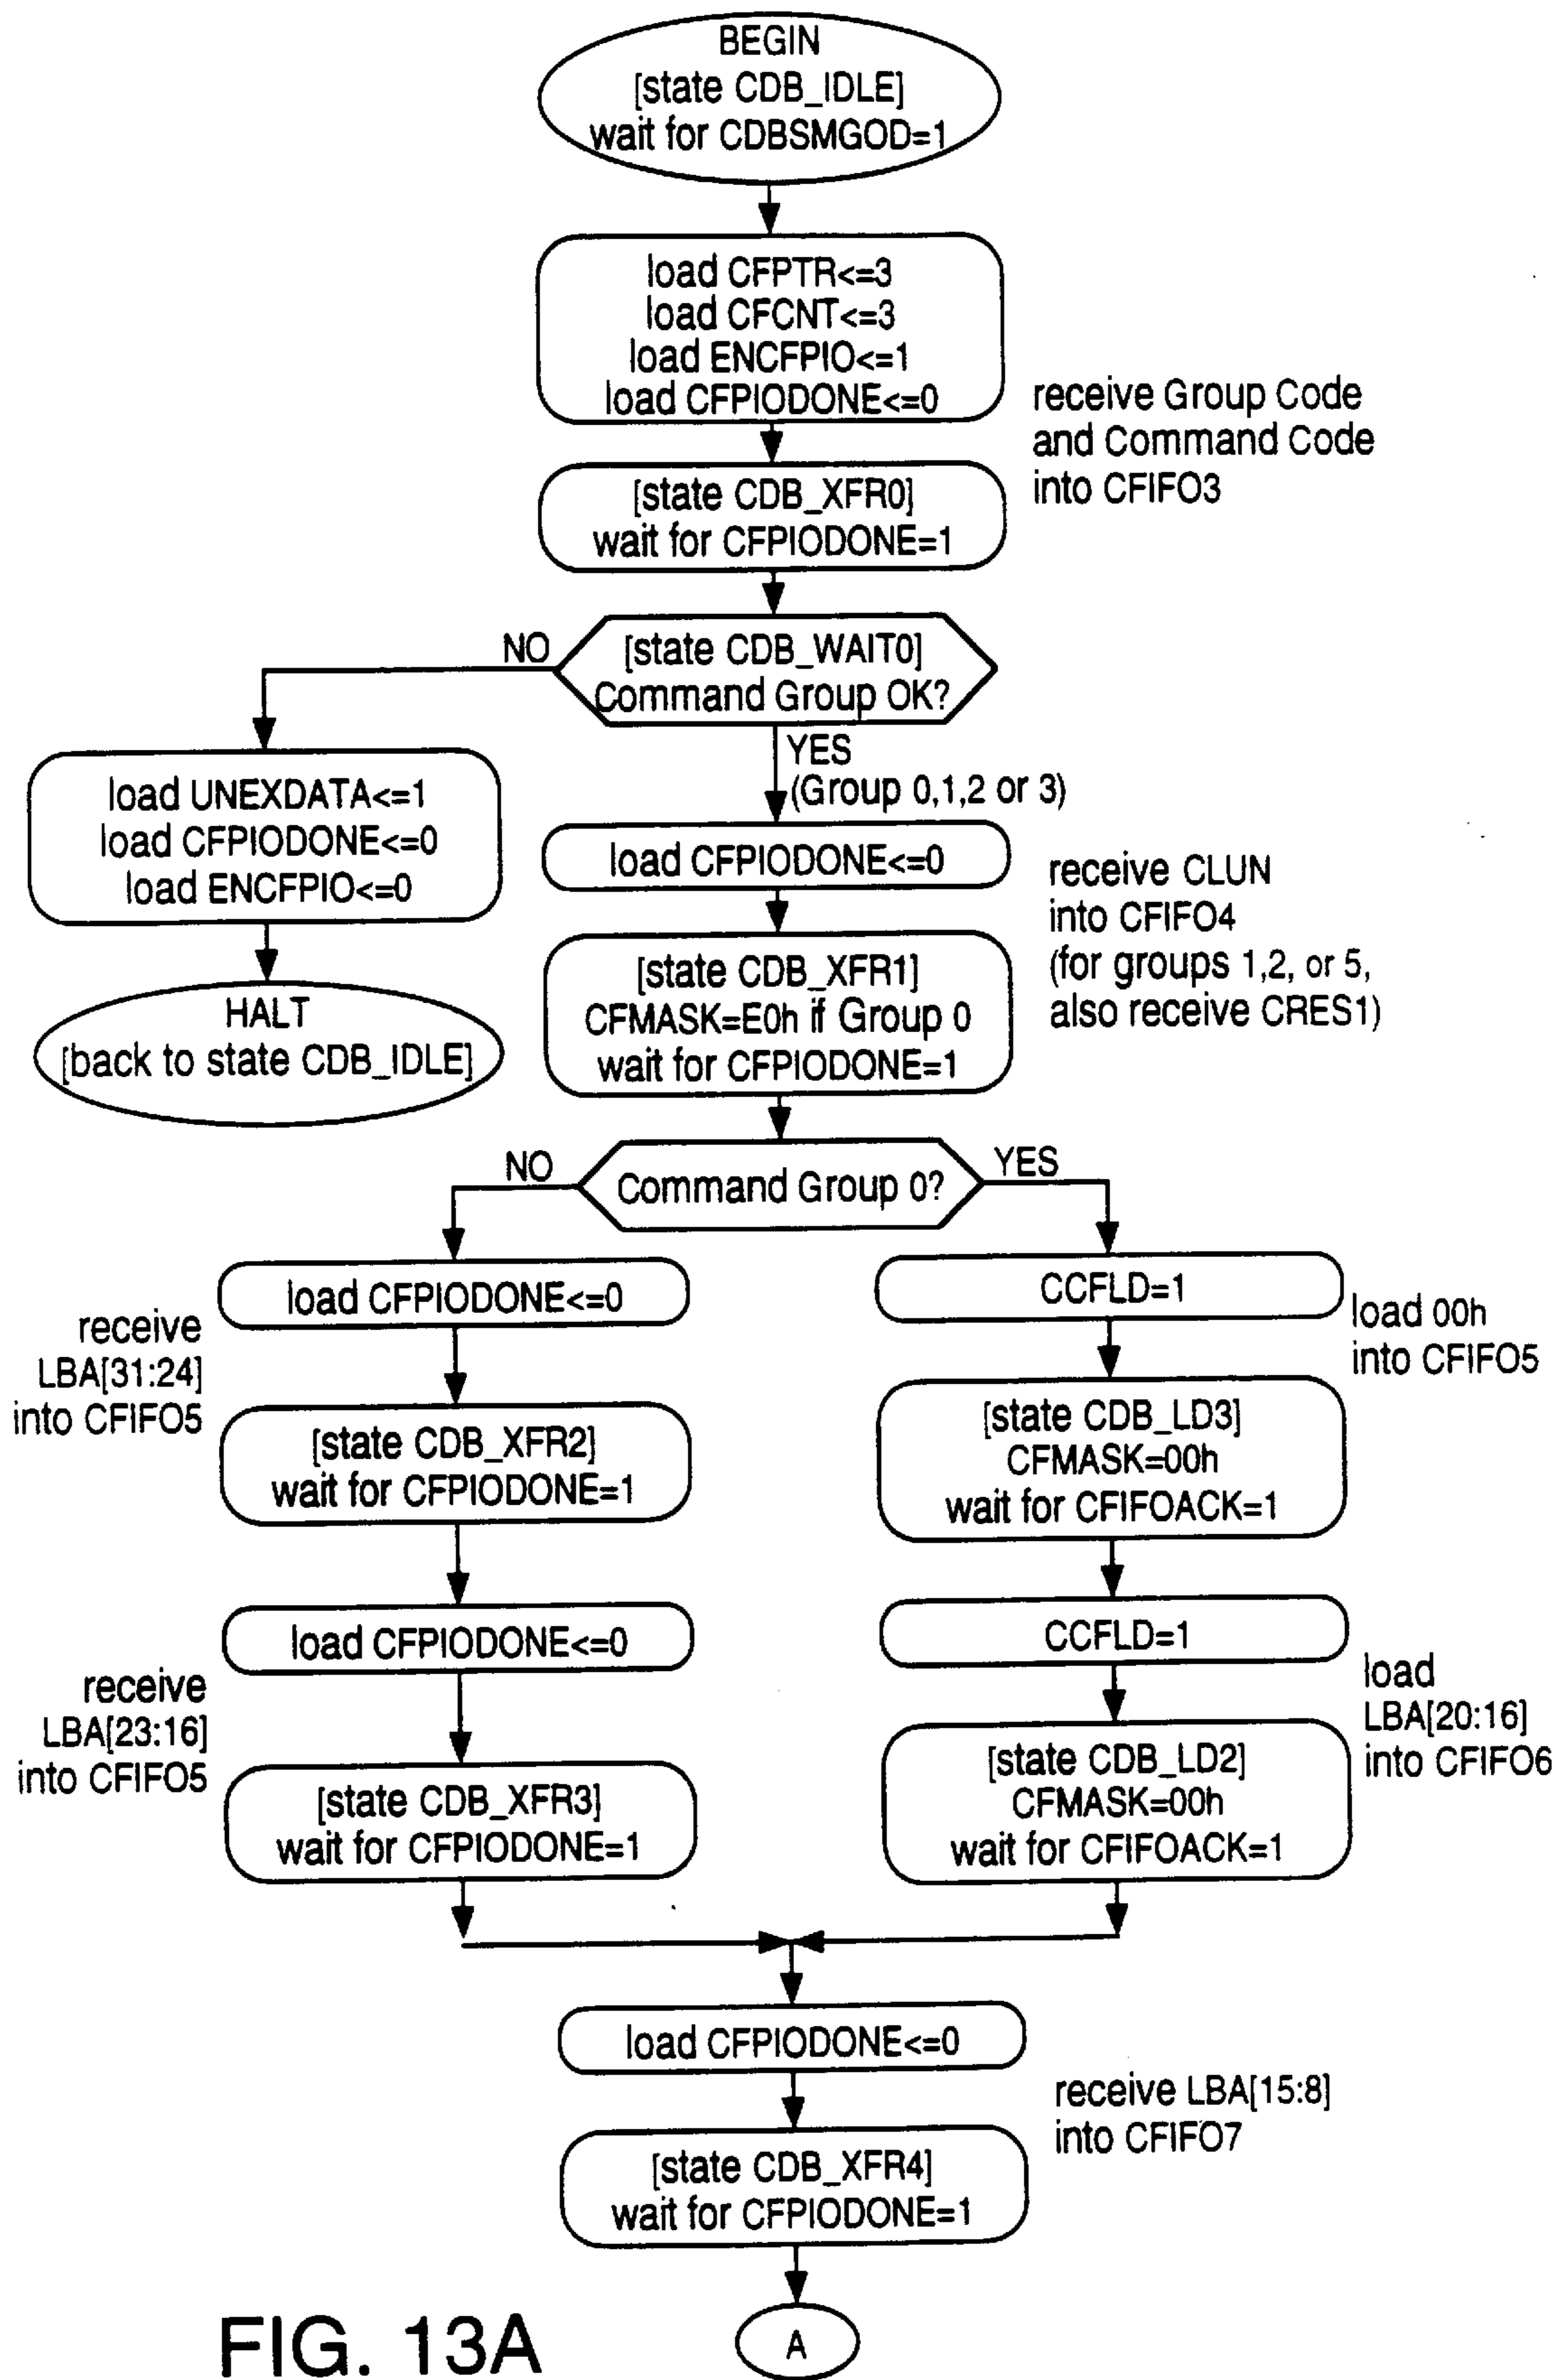 BEGIN
[state CDB_IDLE]
wait for CDBSMGOD=1
load CFPTR<=3
load CFCNT<=3
load ENCFPIO<=1
load CFPIODONE<=0
receive Group Code
and Command Code
into CFIFO3
[state CDB_XFR0]
wait for CFPIODONE=1
NO
[state CDB_WAIT0]
Command Group OK?
YES
(Group 0,1,2 or 3)
load UNEXDATA<=1
load CFPIODONE<=0
load ENCFPIO<=0
HALT
[back to state CDB_IDLE]
load CFPIODONE<=0
receive CLUN
into CFIFO4
(for groups 1,2, or 5,
also receive CRES1)
[state CDB_XFR1]
CFMASK=E0h if Group 0
wait for CFPIODONE=1
NO
Command Group 0?
YES
load CFPIODONE<=0
receive
LBA[31:24]
into CFIFO5
[state CDB_XFR2]
wait for CFPIODONE=1
load CFPIODONE<=0
receive
LBA[23:16]
into CFIFO5
[state CDB_XFR3]
wait for CFPIODONE=1
CCFLD=1
load 00h
into CFIFO5
[state CDB_LD3]
CFMASK=00h
wait for CFIFOACK=1
CCFLD=1
load
LBA[20:16]
into CFIFO6
[state CDB_LD2]
CFMASK=00h
wait for CFIFOACK=1
load CFPIODONE<=0
receive LBA[15:8]
into CFIFO7
[state CDB_XFR4]
wait for CFPIODONE=1
A
FIG. 13A